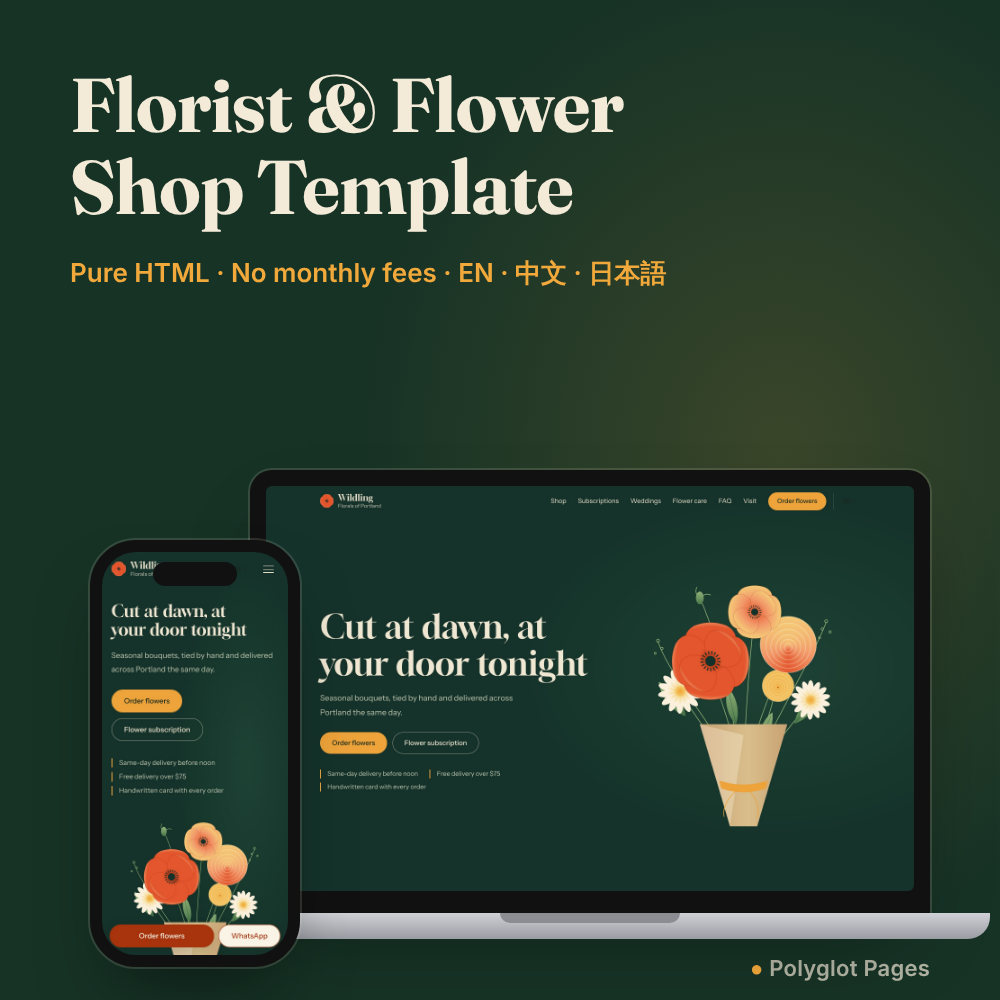 Florist & Flower
Shop Template
Pure HTML · No monthly fees · EN · 中文 · 日本語
Wildling
Florals of Portland
Shop Subscriptions Weddings Flower care FAQ Visit Order flowers
Cut at dawn, at
your door tonight
Seasonal bouquets, tied by hand and delivered across
Portland the same day.
Order flowers Flower subscription
Same-day delivery before noon Free delivery over $75
Handwritten card with every order
Florals of
Cut at dawn, at
your door tonight
Seasonal bouquets, tied by hand and delivered
across Portland the same day.
Order flowers
Flower subscription
Same-day delivery before noon
Free delivery over $75
Handwritten card with every order
Order flowers WhatsApp
Polyglot Pages